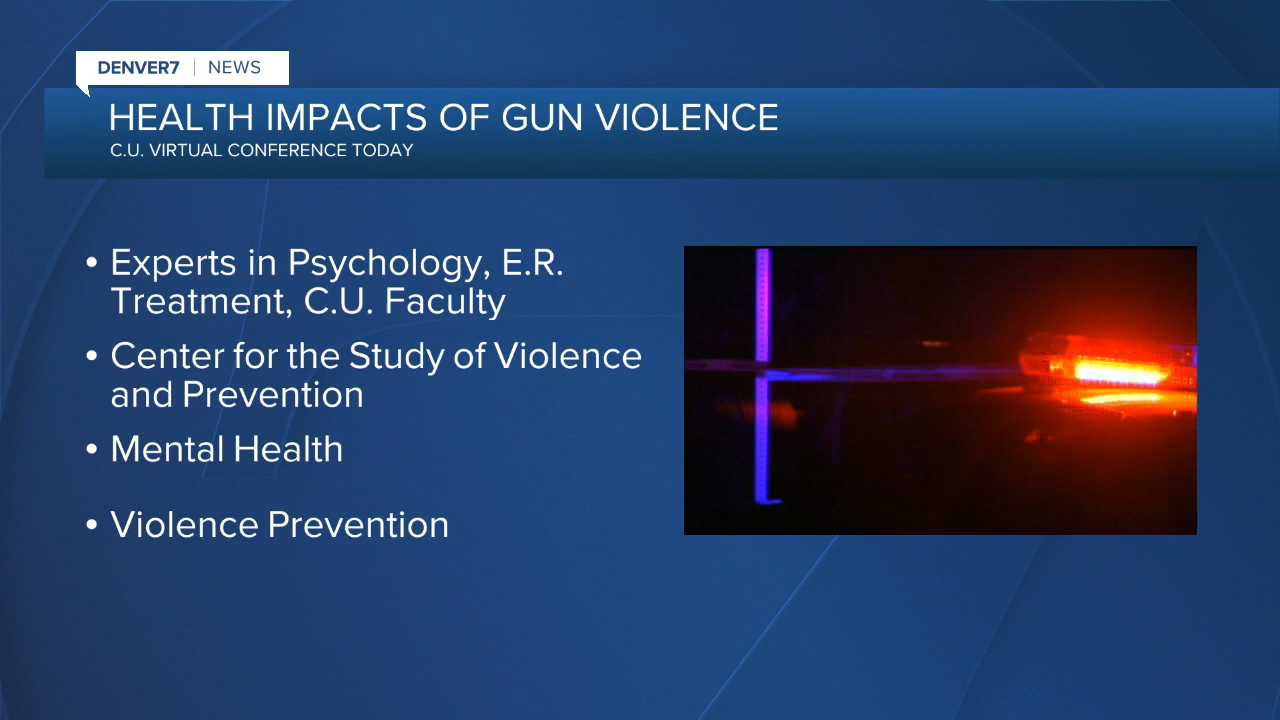 DENVER7 | NEWS
HEALTH IMPACTS OF GUN VIOLENCE
C.U. VIRTUAL CONFERENCE TODAY
• Experts in Psychology, E.R.
Treatment, C.U. Faculty
• Center for the Study of Violence
and Prevention
• Mental Health
• Violence Prevention